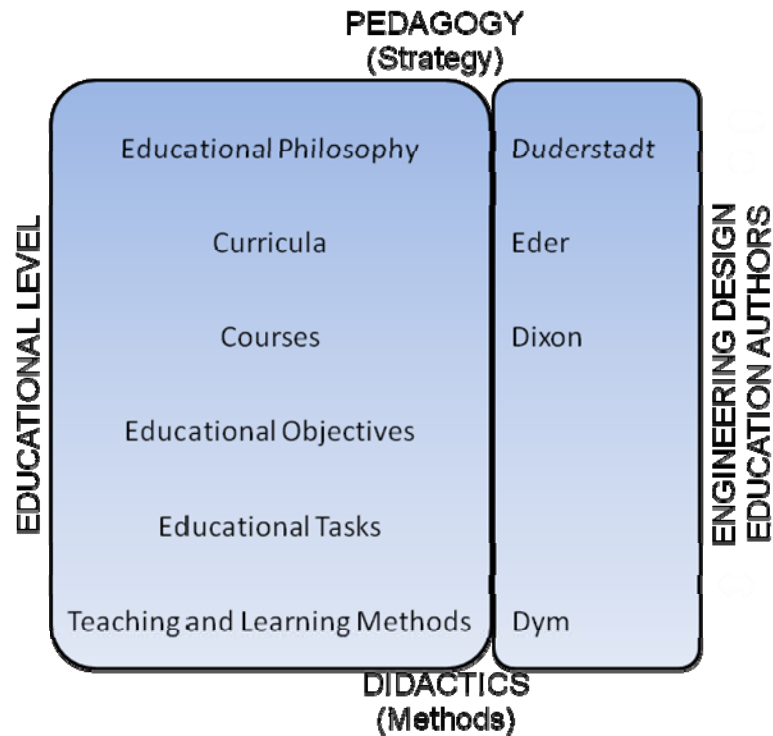 PEDAGOGY
(Strategy)
EDUCATIONAL LEVEL
Educational Philosophy
Duderstadt
Curricula
Eder
Courses
Dixon
Educational Objectives
Educational Tasks
Teaching and Learning Methods
Dym
ENGINEERING DESIGN
EDUCATION AUTHORS
DIDACTICS
(Methods)